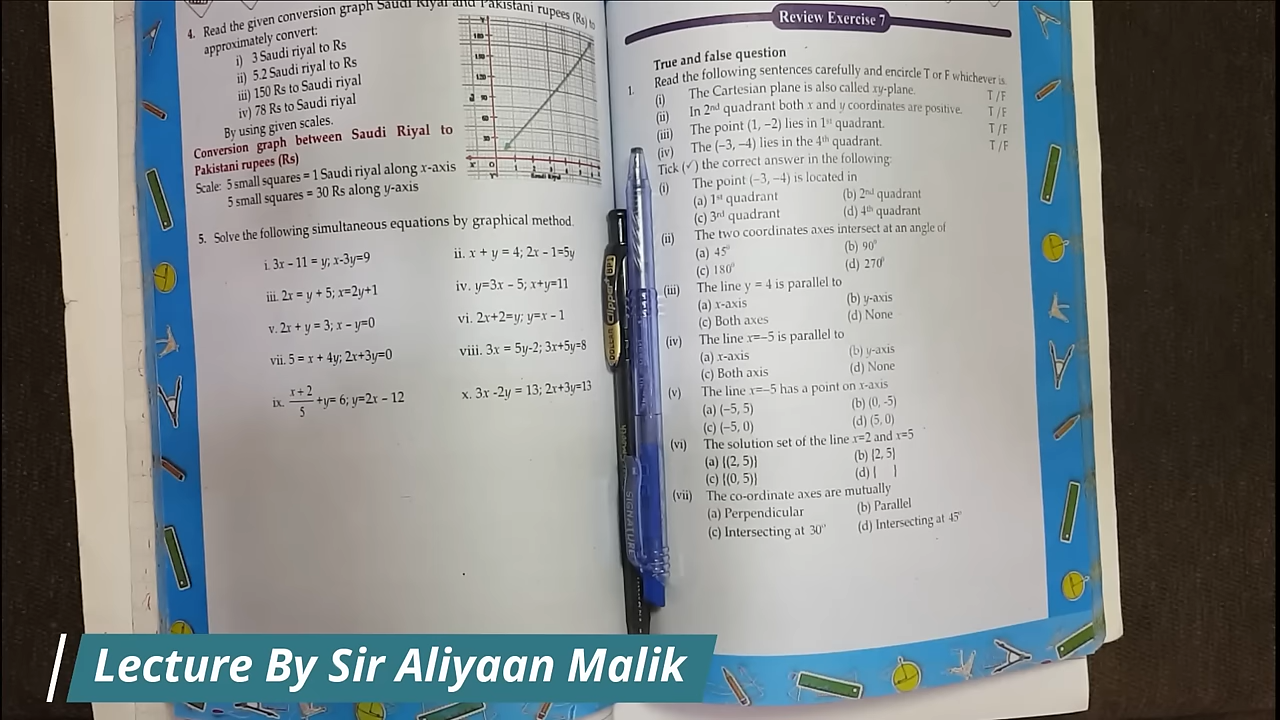 4. Read the given conversion graph Saudi Riyal and Pakistani rupees (Rs) to
approximately convert:
i) 3 Saudi riyal to Rs
ii) 5.2 Saudi riyal to Rs
iii) 150 Rs to Saudi riyal
iv) 78 Rs to Saudi riyal
By using given scales.
Conversion graph between Saudi Riyal to
Pakistani rupees (Rs)
Scale: 5 small squares = 1 Saudi riyal along x-axis
5 small squares = 30 Rs along y-axis
5. Solve the following simultaneous equations by graphical method.
i. 3x - 11 = y; x-3y=9
ii. x + y = 4; 2x - 1=5y
iii. 2x = y + 5; x=2y+1
iv. y=3x - 5; x+y=11
v. 2x + y = 3; x - y=0
vi. 2x+2=y; y=x - 1
vii. 5 = x + 4y; 2x+3y=0
viii. 3x = 5y-2; 3x+5y=8
ix. x+2/5 +y= 6; y=2x - 12
x. 3x -2y = 13; 2x+3y=13
DOLLAR Clipper
SIGNATURE
Review Exercise 7
True and false question
1. Read the following sentences carefully and encircle T or F whichever is
(i) The Cartesian plane is also called xy-plane. T/F
(ii) In 2nd quadrant both x and y coordinates are positive. T/F
(iii) The point (1, −2) lies in 1st quadrant. T/F
(iv) The (−3, −4) lies in the 4th quadrant. T/F
Tick (✓) the correct answer in the following:
(i) The point (−3, −4) is located in
(a) 1st quadrant (b) 2nd quadrant
(c) 3rd quadrant (d) 4th quadrant
(ii) The two coordinates axes intersect at an angle of
(a) 45° (b) 90°
(c) 180° (d) 270°
(iii) The line y = 4 is parallel to
(a) x-axis (b) y-axis
(c) Both axes (d) None
(iv) The line x=−5 is parallel to
(a) x-axis (b) y-axis
(c) Both axis (d) None
(v) The line x=−5 has a point on x-axis
(a) (−5, 5) (b) (0, -5)
(c) (−5, 0) (d) (5, 0)
(vi) The solution set of the line x=2 and x=5
(a) {(2, 5)} (b) {2, 5}
(c) {(0, 5)} (d) { }
(vii) The co-ordinate axes are mutually
(a) Perpendicular (b) Parallel
(c) Intersecting at 30° (d) Intersecting at 45°
Lecture By Sir Aliyaan Malik